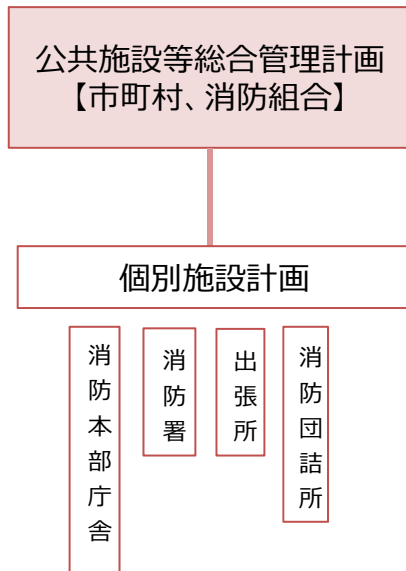 公共施設等総合管理計画
【市町村、消防組合】
個別施設計画
消防本部庁舎
消防署
出張所
消防団詰所